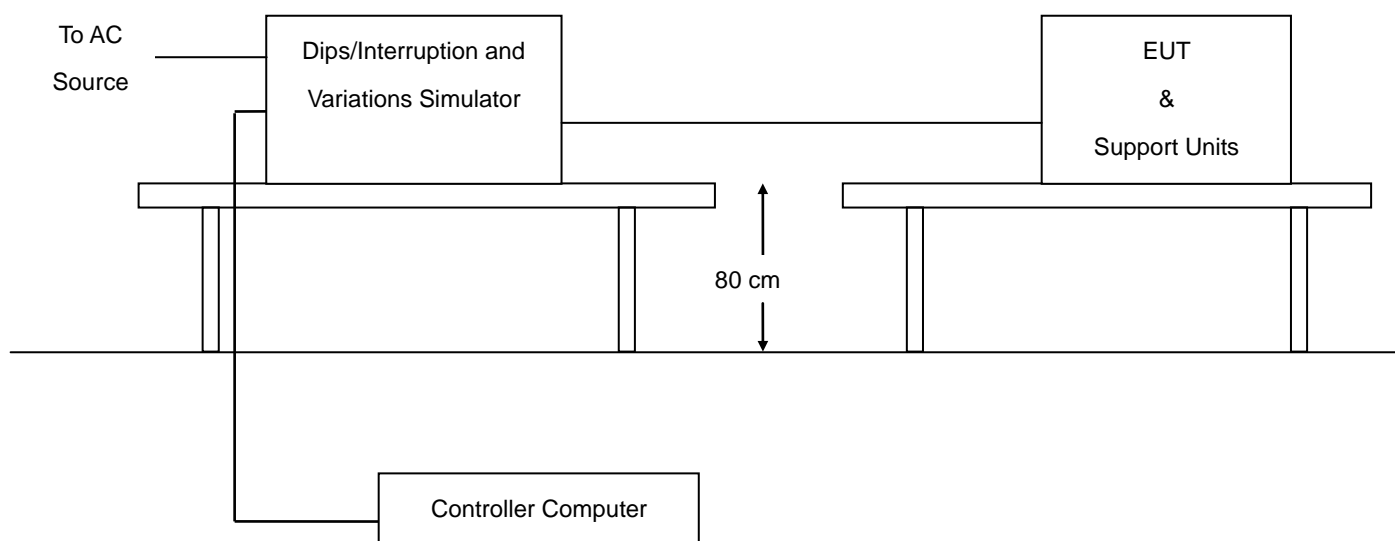 To AC
Source
Dips/Interruption and
Variations Simulator
EUT
&
Support Units
80 cm
Controller Computer